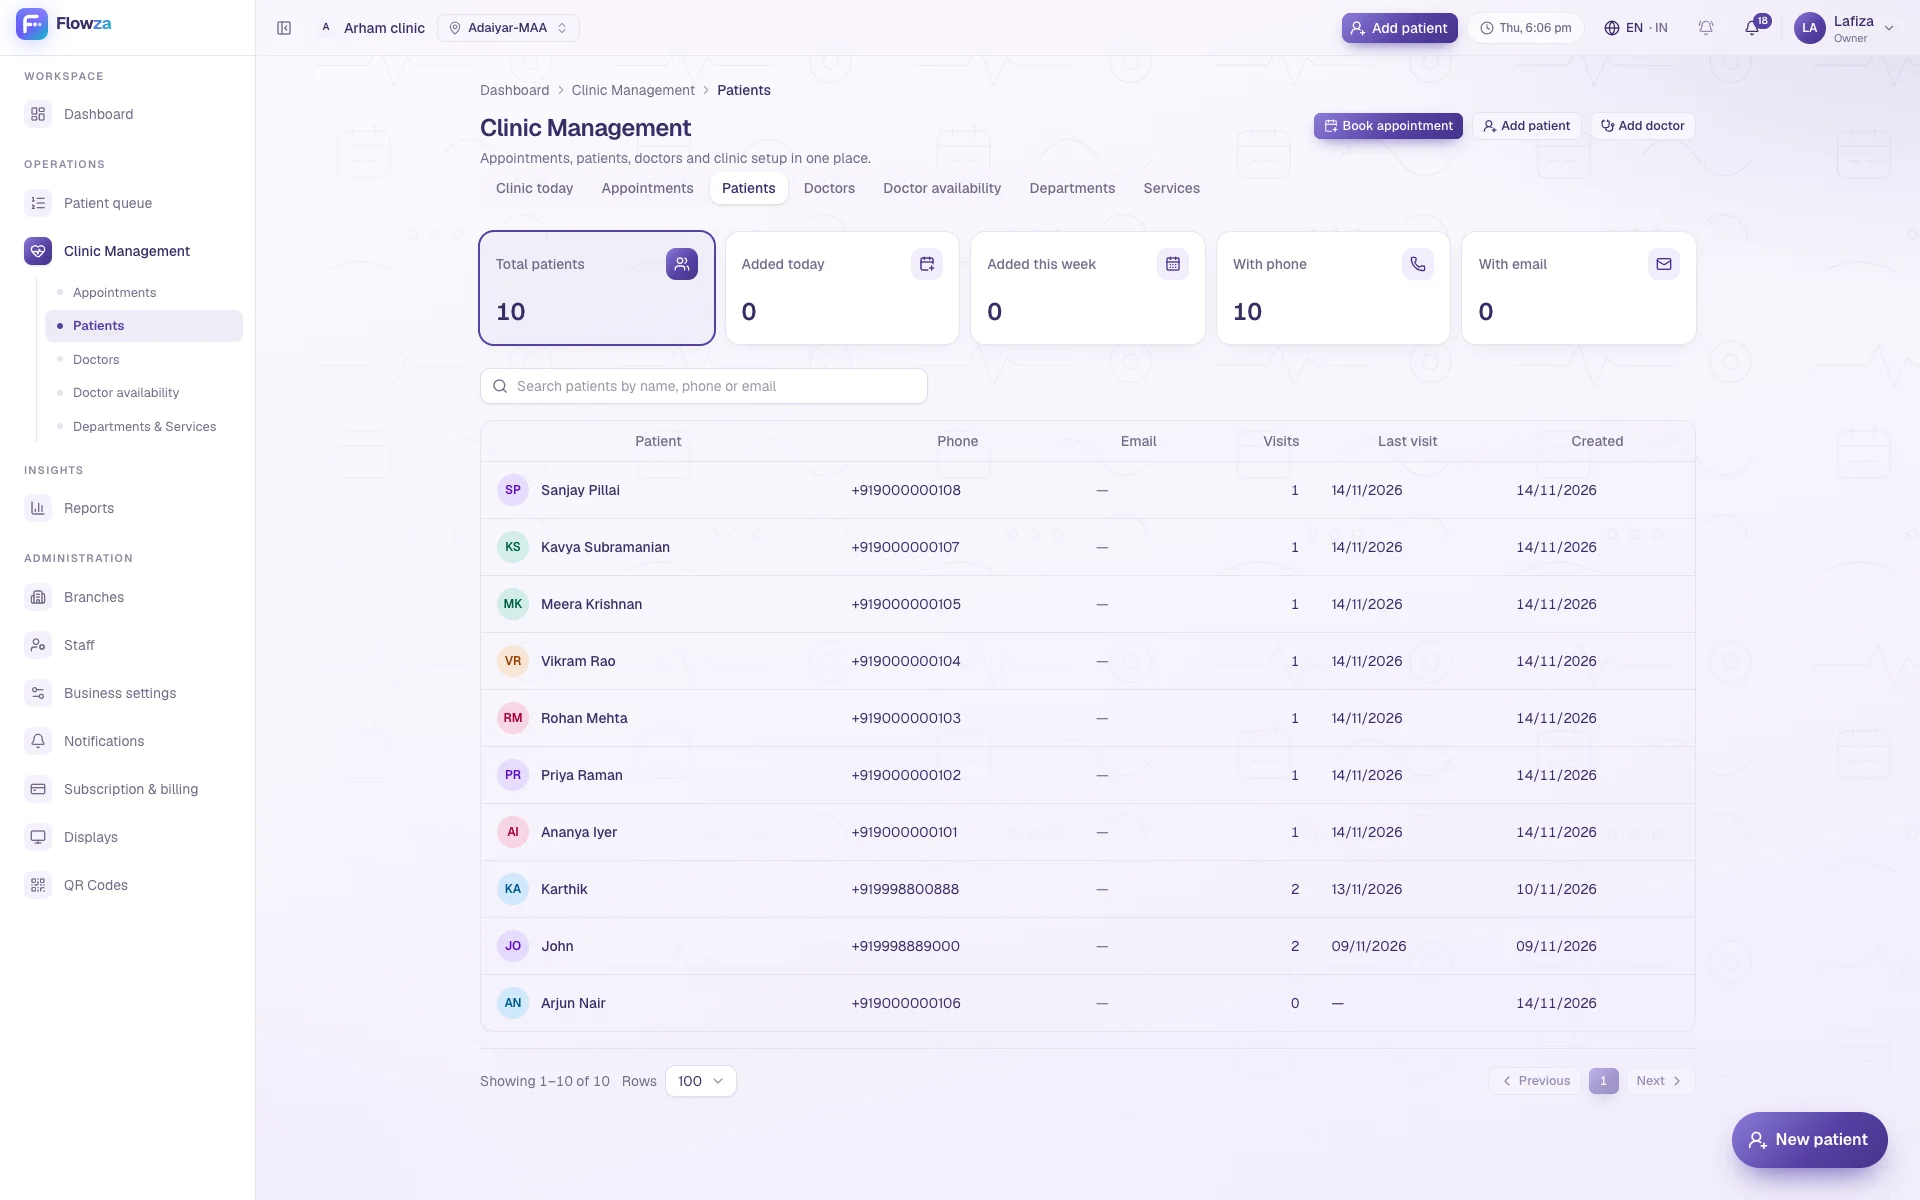 Flowza
A Arham clinic Adaiyar-MAA
Add patient Thu, 6:06 pm EN · IN 18 LA Lafiza
Owner
WORKSPACE
Dashboard
OPERATIONS
Patient queue
Clinic Management
Appointments
Patients
Doctors
Doctor availability
Departments & Services
INSIGHTS
Reports
ADMINISTRATION
Branches
Staff
Business settings
Notifications
Subscription & billing
Displays
QR Codes
Dashboard > Clinic Management > Patients
Clinic Management
Appointments, patients, doctors and clinic setup in one place.
Book appointment Add patient Add doctor
Clinic today Appointments Patients Doctors Doctor availability Departments Services
Total patients Added today Added this week With phone With email
10 0 0 10 0
Search patients by name, phone or email
Patient Phone Email Visits Last visit Created
SP Sanjay Pillai +919000000108 — 1 14/11/2026 14/11/2026
KS Kavya Subramanian +919000000107 — 1 14/11/2026 14/11/2026
MK Meera Krishnan +919000000105 — 1 14/11/2026 14/11/2026
VR Vikram Rao +919000000104 — 1 14/11/2026 14/11/2026
RM Rohan Mehta +919000000103 — 1 14/11/2026 14/11/2026
PR Priya Raman +919000000102 — 1 14/11/2026 14/11/2026
AI Ananya Iyer +919000000101 — 1 14/11/2026 14/11/2026
KA Karthik +919998800888 — 2 13/11/2026 10/11/2026
JO John +919998889000 — 2 09/11/2026 09/11/2026
AN Arjun Nair +919000000106 — 0 — 14/11/2026
Showing 1–10 of 10 Rows 100 Previous 1 Next
New patient